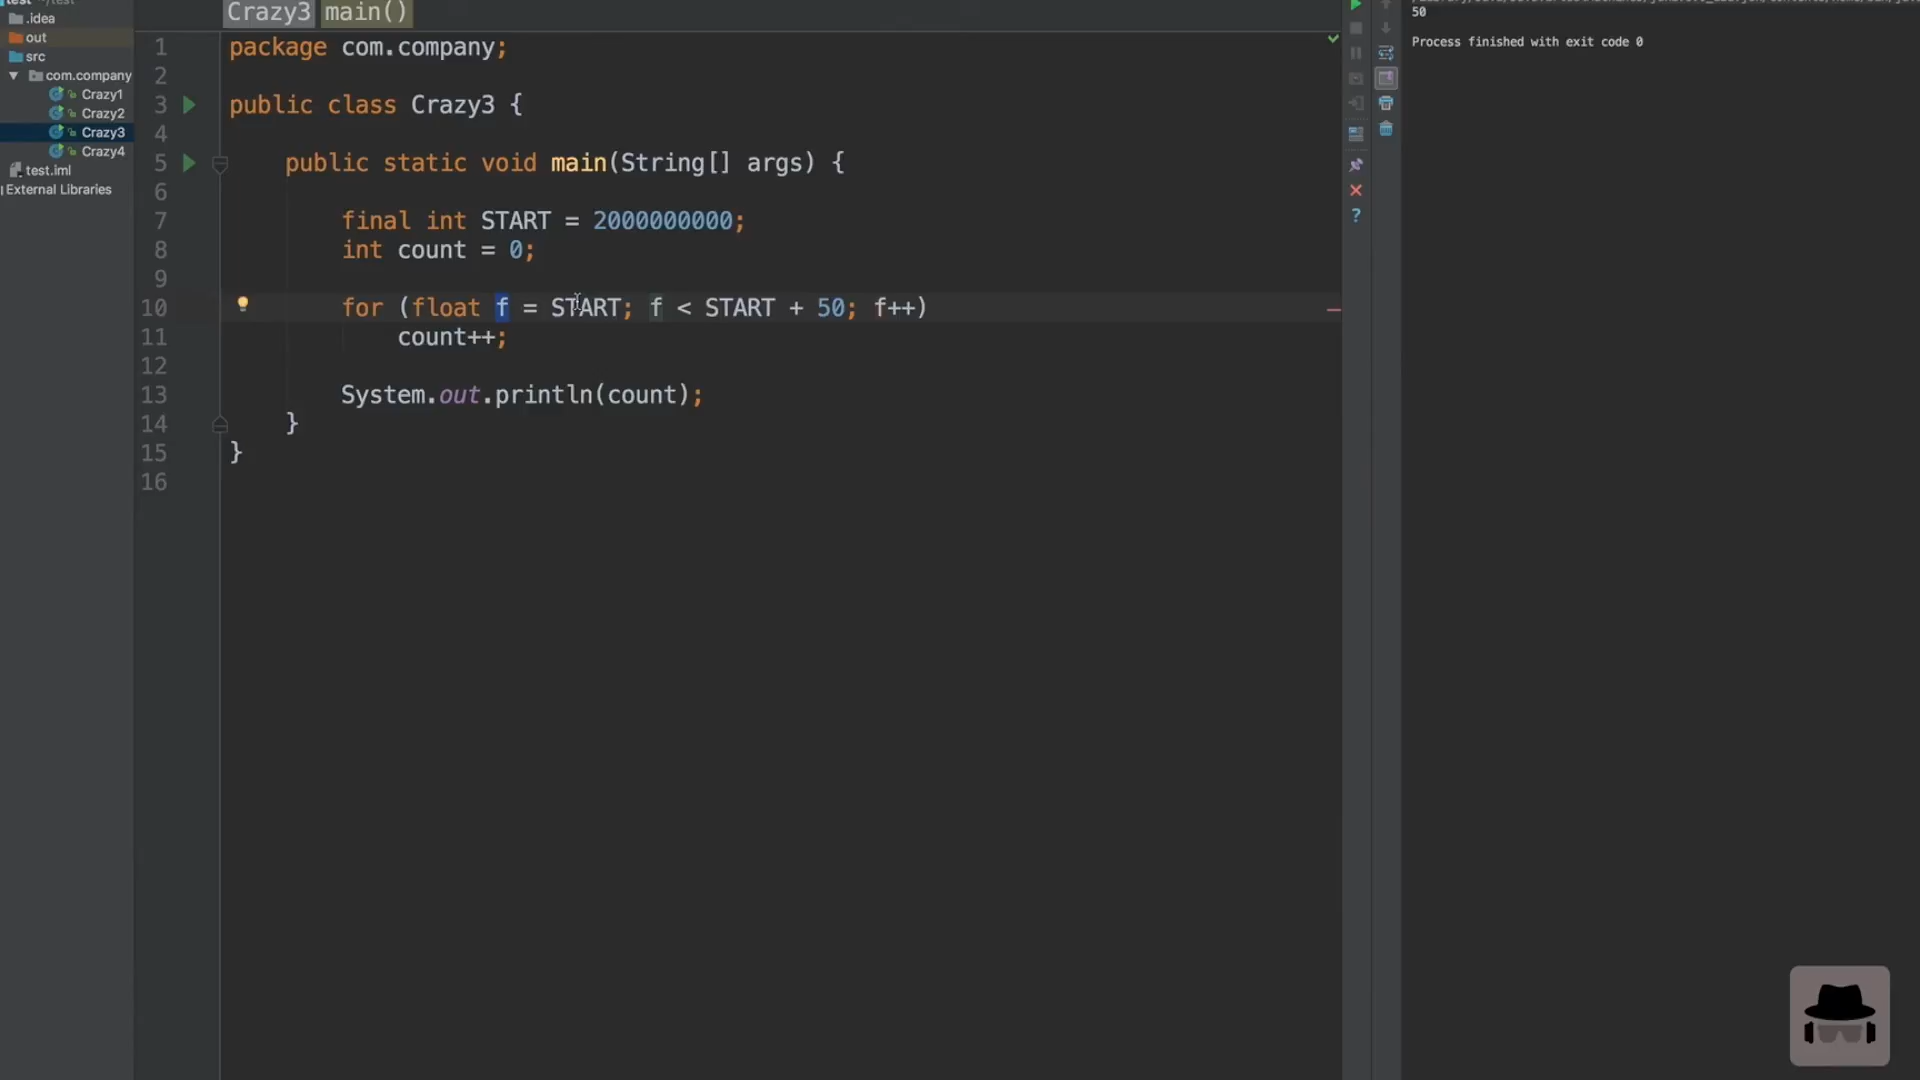 test ~/test
.idea
out
src
com.company
Crazy1
Crazy2
Crazy3
Crazy4
test.iml
External Libraries
Crazy3 main()
1 package com.company;
2
3 public class Crazy3 {
4
5 public static void main(String[] args) {
6
7 final int START = 2000000000;
8 int count = 0;
9
10 for (float f = START; f < START + 50; f++)
11 count++;
12
13 System.out.println(count);
14 }
15 }
16
50
Process finished with exit code 0